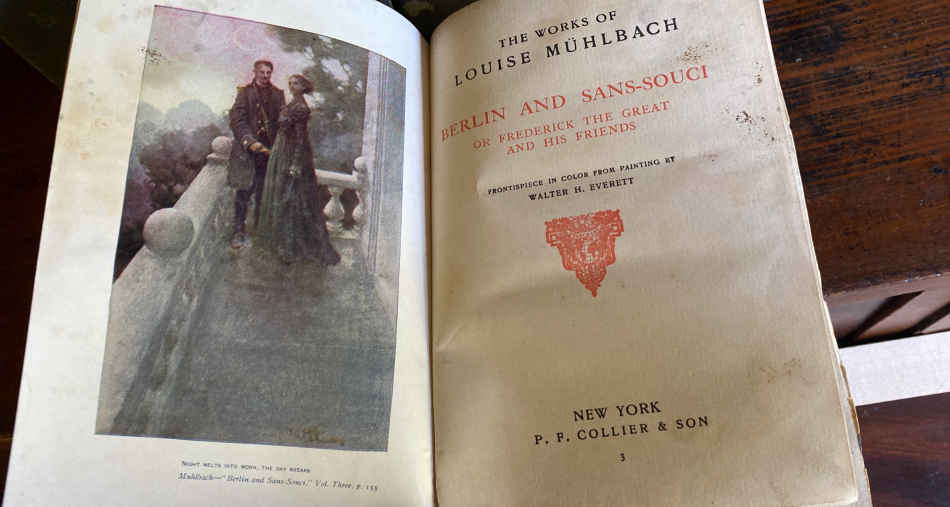 NIGHT MELTS INTO MORN, THE DAY BREAKS
Muhlbach—"Berlin and Sans-Souci," Vol. Three, p. 155
THE WORKS OF
LOUISE MÜHLBACH
BERLIN AND SANS-SOUCI
OR FREDERICK THE GREAT
AND HIS FRIENDS
FRONTISPIECE IN COLOR FROM PAINTING BY
WALTER H. EVERETT
NEW YORK
P. F. COLLIER & SON
3